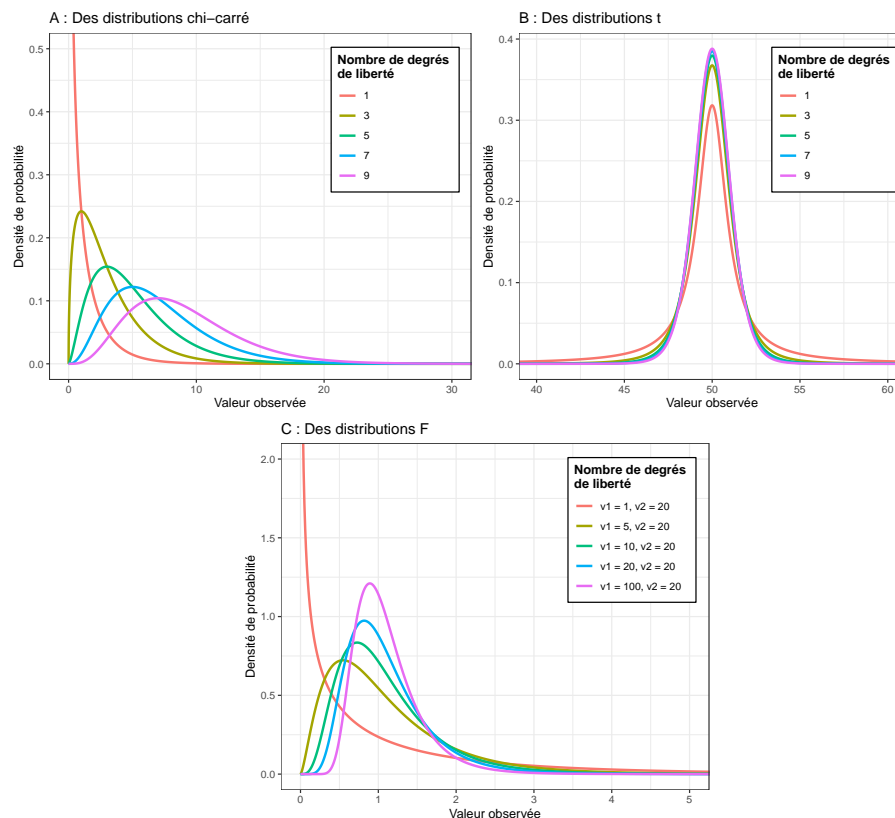 A : Des distributions chi−carré
Densité de probabilité
0.5
0.4
0.3
0.2
0.1
0.0
Nombre de degrés
de liberté
1
3
5
7
9
0 10 20 30
Valeur observée
B : Des distributions t
Densité de probabilité
0.4
0.3
0.2
0.1
0.0
Nombre de degrés
de liberté
1
3
5
7
9
40 45 50 55 60
Valeur observée
C : Des distributions F
Densité de probabilité
2.0
1.5
1.0
0.5
0.0
Nombre de degrés
de liberté
v1 = 1, v2 = 20
v1 = 5, v2 = 20
v1 = 10, v2 = 20
v1 = 20, v2 = 20
v1 = 100, v2 = 20
0 1 2 3 4 5
Valeur observée